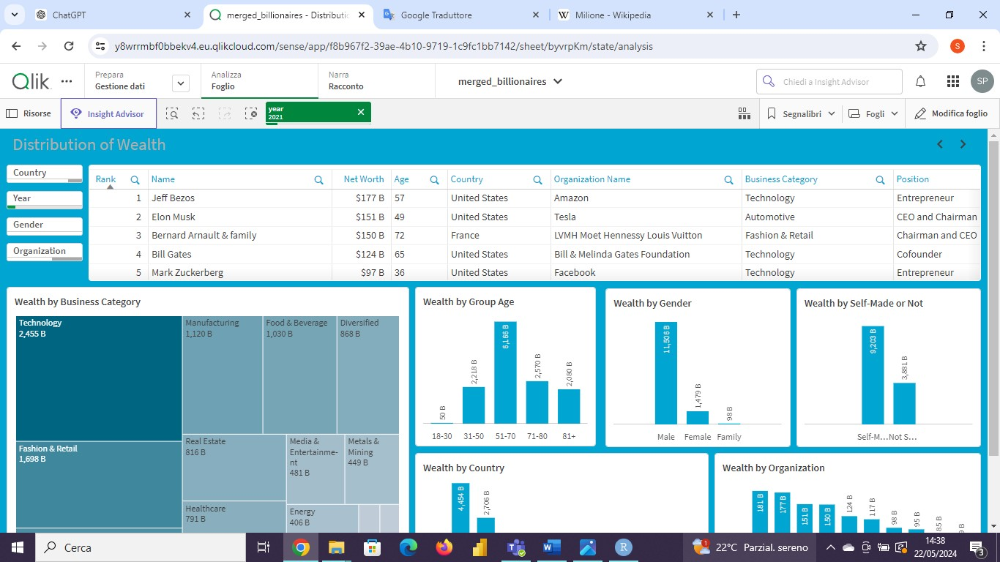 ChatGPT
merged_billionaires - Distributic
Google Traduttore
Milione - Wikipedia
y8wrrmbf0bbekv4.eu.qlikcloud.com/sense/app/f8b967f2-39ae-4b10-9719-1c9fc1bb7142/sheet/byvrpKm/state/analysis
S
Qlik
Prepara
Gestione dati
Analizza
Foglio
Narra
Racconto
merged_billionaires
Chiedi a Insight Advisor
SP
Risorse
Insight Advisor
year
2021
Segnalibri
Fogli
Modifica foglio
Distribution of Wealth
Country
Year
Gender
Organization
Rank Name Net Worth Age Country Organization Name Business Category Position
1 Jeff Bezos $177 B 57 United States Amazon Technology Entrepreneur
2 Elon Musk $151 B 49 United States Tesla Automotive CEO and Chairman
3 Bernard Arnault & family $150 B 72 France LVMH Moet Hennessy Louis Vuitton Fashion & Retail Chairman and CEO
4 Bill Gates $124 B 65 United States Bill & Melinda Gates Foundation Technology Cofounder
5 Mark Zuckerberg $97 B 36 United States Facebook Technology Entrepreneur
Wealth by Business Category
Technology
2,455 B
Manufacturing
1,120 B
Food & Beverage
1,030 B
Diversified
868 B
Fashion & Retail
1,698 B
Real Estate
816 B
Media &
Entertainme-
nt
481 B
Metals &
Mining
449 B
Healthcare
791 B
Energy
406 B
Wealth by Group Age
50 B
2,218 B
6,166 B
2,570 B
2,080 B
18-30 31-50 51-70 71-80 81+
Wealth by Gender
11,506 B
1,479 B
98 B
Male Female Family
Wealth by Self-Made or Not
9,203 B
3,881 B
Self-M... Not S...
Wealth by Country
4,454 B
2,706 B
Wealth by Organization
181 B
177 B
151 B
150 B
124 B
117 B
98 B
95 B
85 B
Cerca
22°C Parzial. sereno
14:38
22/05/2024
3